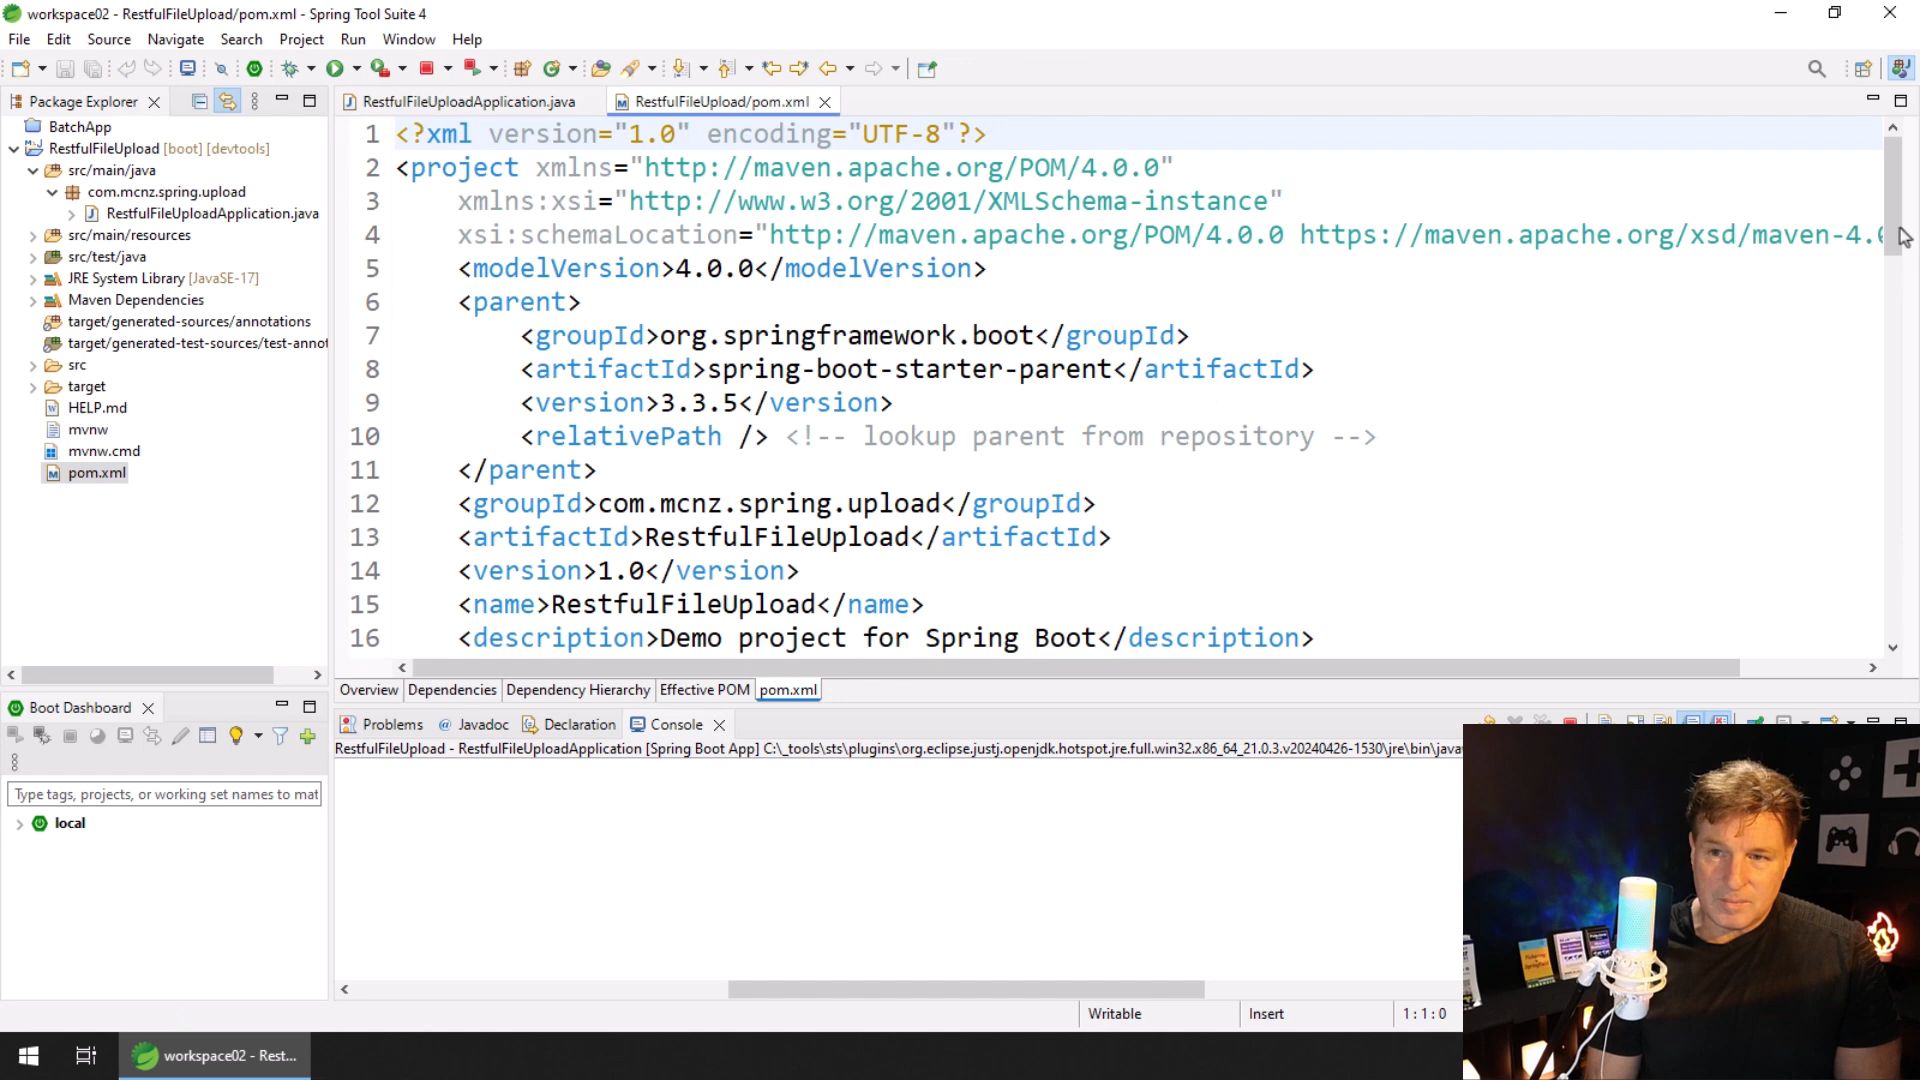 workspace02 - RestfulFileUpload/pom.xml - Spring Tool Suite 4
File Edit Source Navigate Search Project Run Window Help
Package Explorer
BatchApp
RestfulFileUpload [boot] [devtools]
src/main/java
com.mcnz.spring.upload
RestfulFileUploadApplication.java
src/main/resources
src/test/java
JRE System Library [JavaSE-17]
Maven Dependencies
target/generated-sources/annotations
target/generated-test-sources/test-annot
src
target
HELP.md
mvnw
mvnw.cmd
pom.xml
RestfulFileUploadApplication.java
RestfulFileUpload/pom.xml
1 <?xml version="1.0" encoding="UTF-8"?>
2 <project xmlns="http://maven.apache.org/POM/4.0.0"
3 xmlns:xsi="http://www.w3.org/2001/XMLSchema-instance"
4 xsi:schemaLocation="http://maven.apache.org/POM/4.0.0 https://maven.apache.org/xsd/maven-4.0
5 <modelVersion>4.0.0</modelVersion>
6 <parent>
7 <groupId>org.springframework.boot</groupId>
8 <artifactId>spring-boot-starter-parent</artifactId>
9 <version>3.3.5</version>
10 <relativePath /> <!-- lookup parent from repository -->
11 </parent>
12 <groupId>com.mcnz.spring.upload</groupId>
13 <artifactId>RestfulFileUpload</artifactId>
14 <version>1.0</version>
15 <name>RestfulFileUpload</name>
16 <description>Demo project for Spring Boot</description>
Overview Dependencies Dependency Hierarchy Effective POM pom.xml
Boot Dashboard
Type tags, projects, or working set names to mat
local
Problems Javadoc Declaration Console
RestfulFileUpload - RestfulFileUploadApplication [Spring Boot App] C:\_tools\sts\plugins\org.eclipse.justj.openjdk.hotspot.jre.full.win32.x86_64_21.0.3.v20240426-1530\jre\bin\java
Writable Insert 1:1:0
workspace02 - Rest...